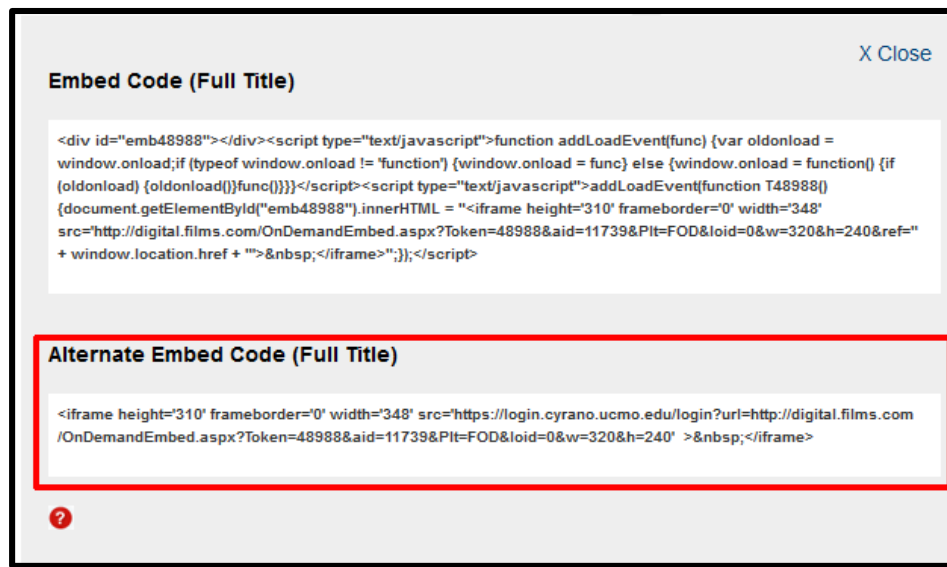 X Close
Embed Code (Full Title)
<div id="emb48988"></div><script type="text/javascript">function addLoadEvent(func) {var oldonload =
window.onload;if (typeof window.onload != 'function') {window.onload = func} else {window.onload = function() {if
(oldonload) {oldonload()}func()}}}</script><script type="text/javascript">addLoadEvent(function T48988()
{document.getElementById("emb48988").innerHTML = "<iframe height='310' frameborder='0' width='348'
src='http://digital.films.com/OnDemandEmbed.aspx?Token=48988&aid=11739&Plt=FOD&loid=0&w=320&h=240&ref="
+ window.location.href + "'>&nbsp;</iframe>";});</script>
Alternate Embed Code (Full Title)
<iframe height='310' frameborder='0' width='348' src='https://login.cyrano.ucmo.edu/login?url=http://digital.films.com
/OnDemandEmbed.aspx?Token=48988&aid=11739&Plt=FOD&loid=0&w=320&h=240'  >&nbsp;</iframe>
?